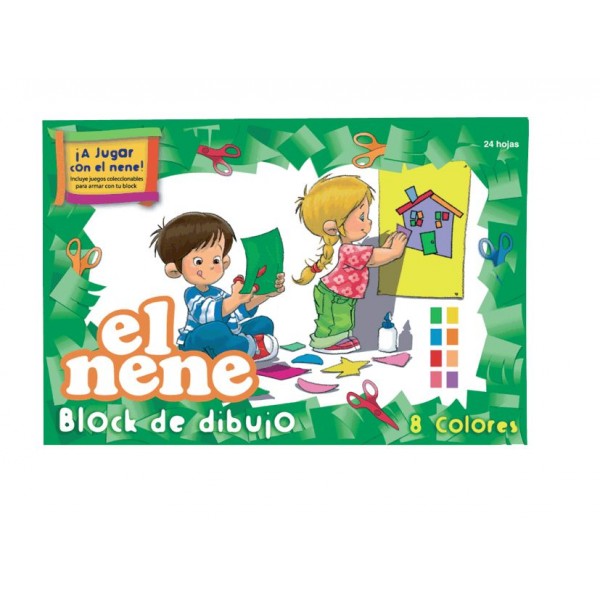 ¡A Jugar
con el nene!
Incluye juegos coleccionables
para armar con tu block
24 hojas
el
nene
Block de dibujo
8 Colores